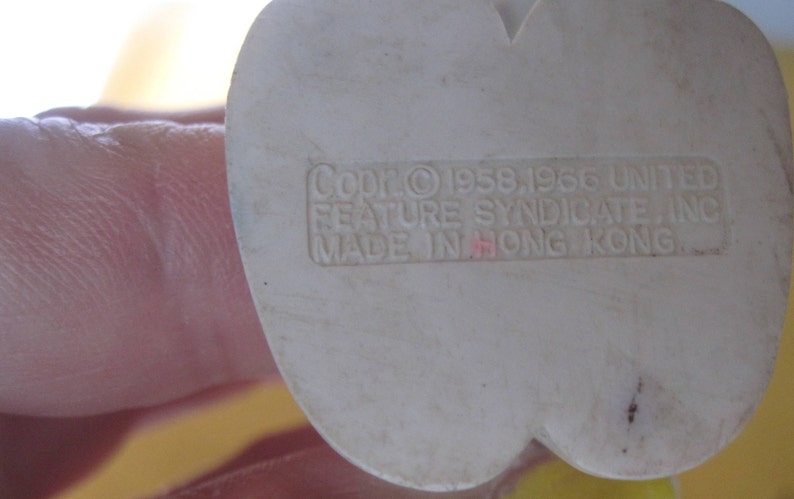 Copr. © 1958,1966 UNITED
FEATURE SYNDICATE, INC
MADE IN HONG KONG.